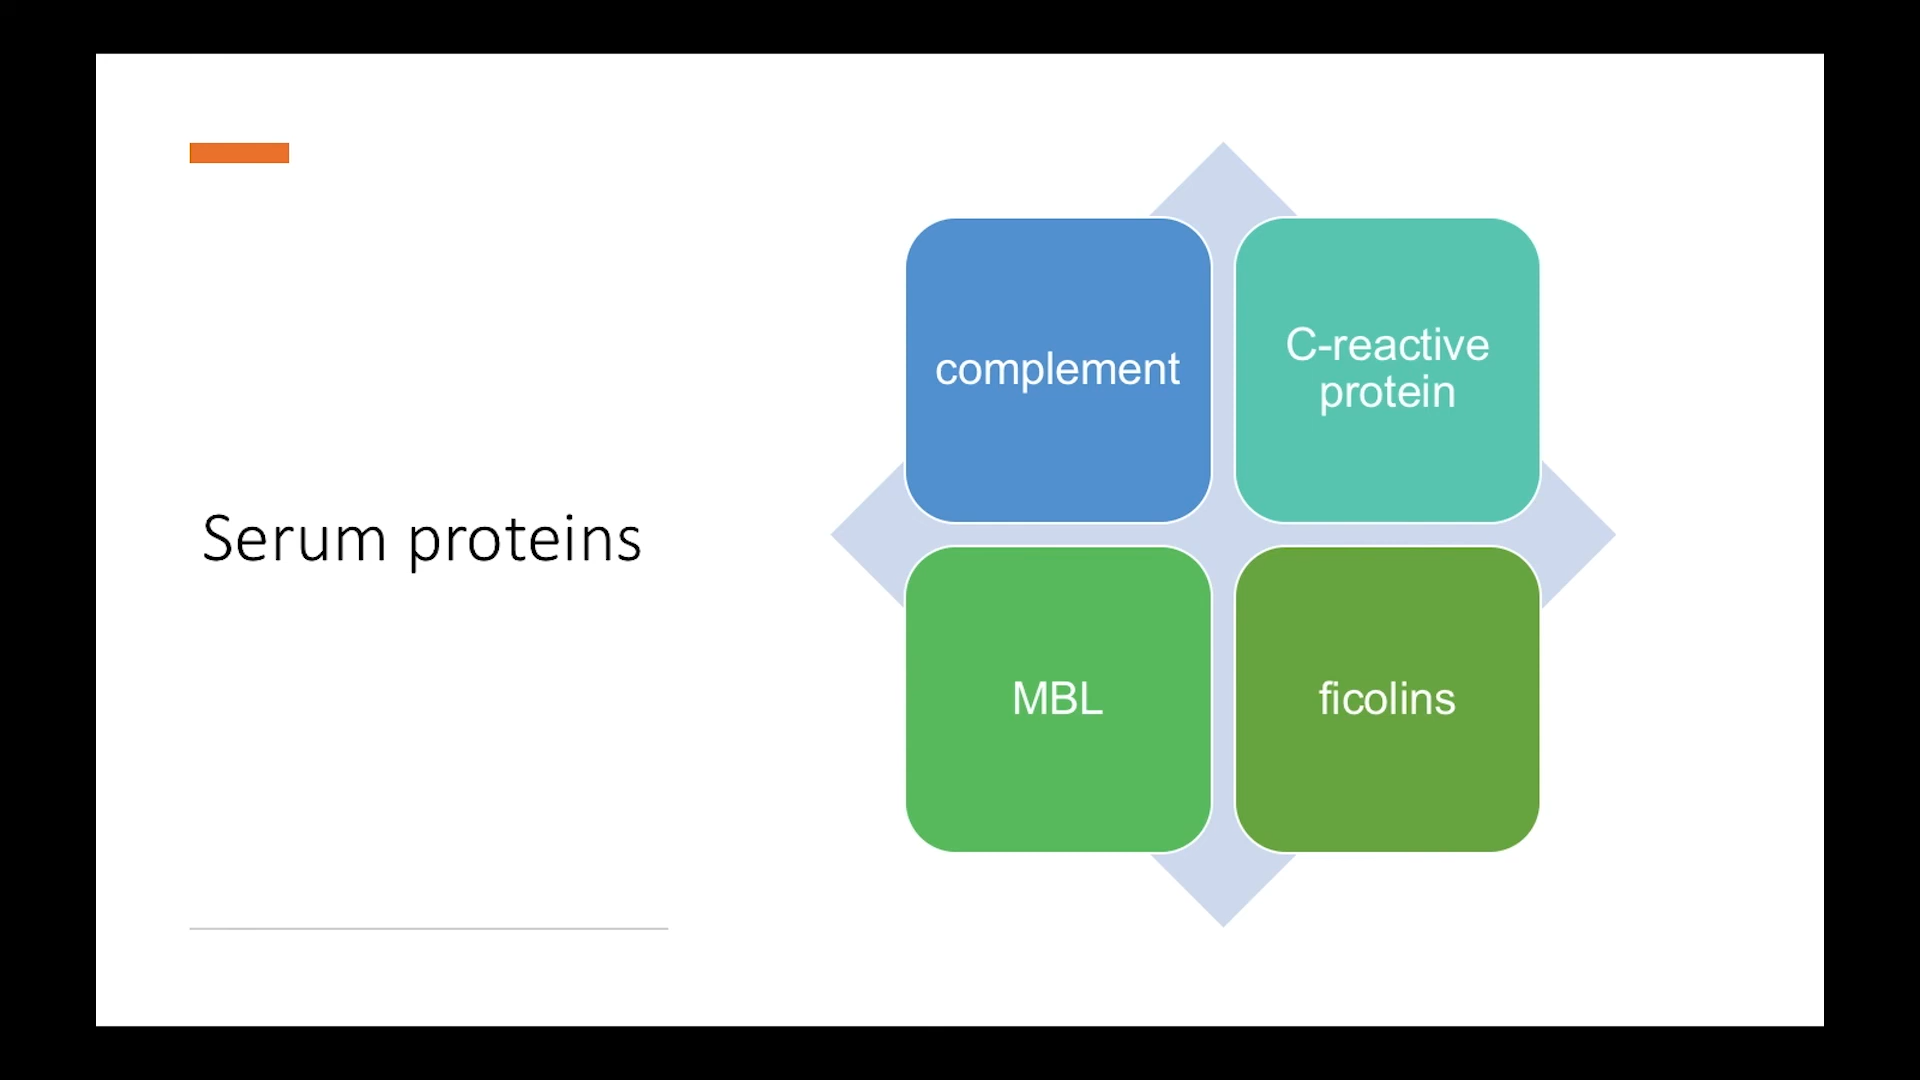 Serum proteins
complement
C-reactive
protein
MBL
ficolins